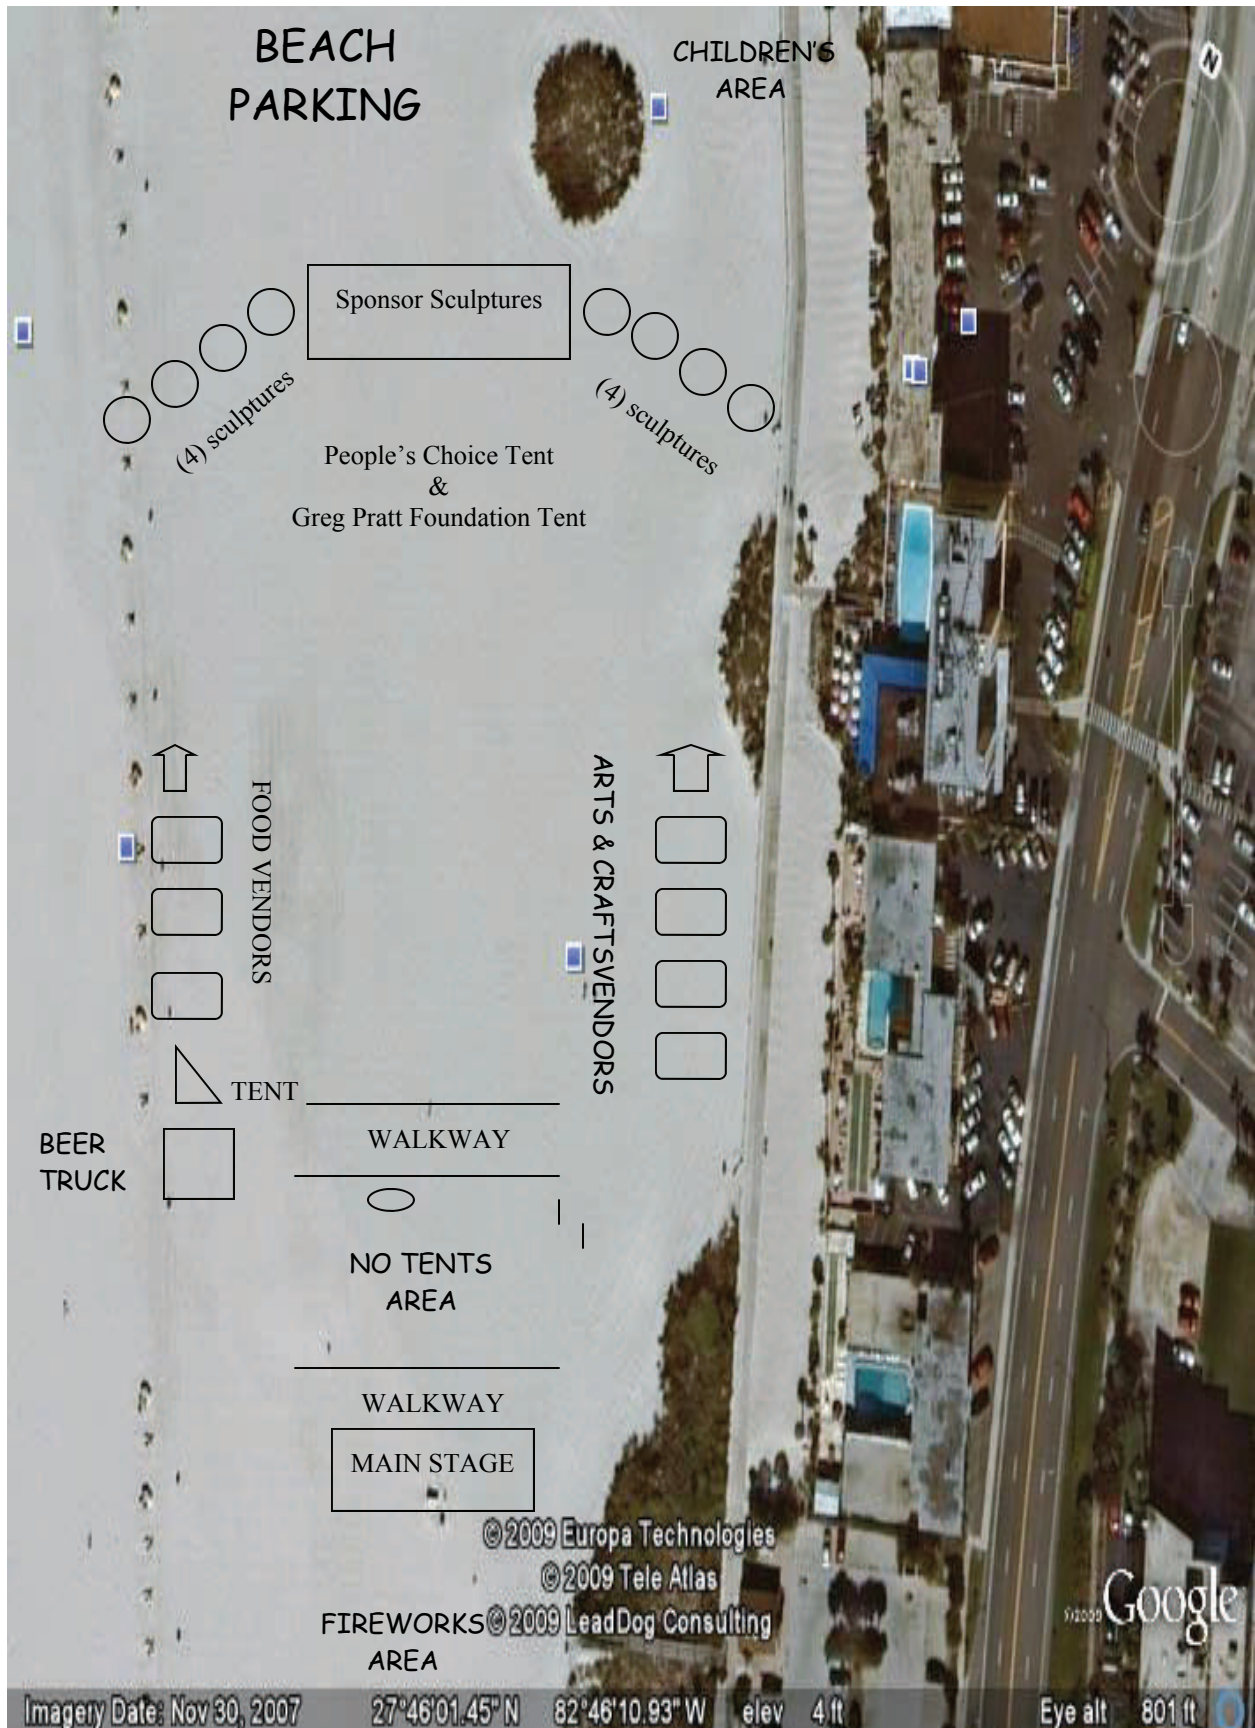 BEACH
PARKING
CHILDREN'S
AREA
N
Sponsor Sculptures
(4) sculptures
(4) sculptures
People's Choice Tent
&
Greg Pratt Foundation Tent
FOOD VENDORS
ARTS & CRAFTSVENDORS
TENT
WALKWAY
BEER
TRUCK
NO TENTS
AREA
WALKWAY
MAIN STAGE
© 2009 Europa Technologies
© 2009 Tele Atlas
© 2009 LeadDog Consulting
FIREWORKS
AREA
©2009 Google
Imagery Date: Nov 30, 2007 27°46'01.45" N 82°46'10.93" W elev 4 ft Eye alt 801 ft